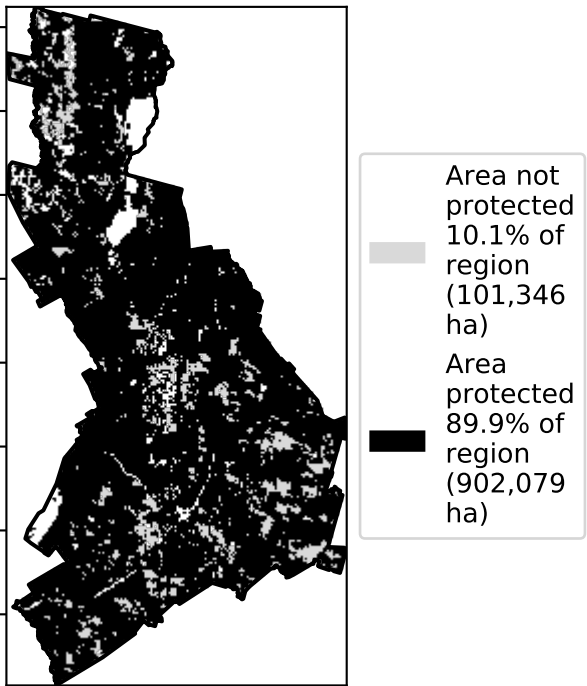 Area not
protected
10.1% of
region
(101,346
ha)
Area
protected
89.9% of
region
(902,079
ha)